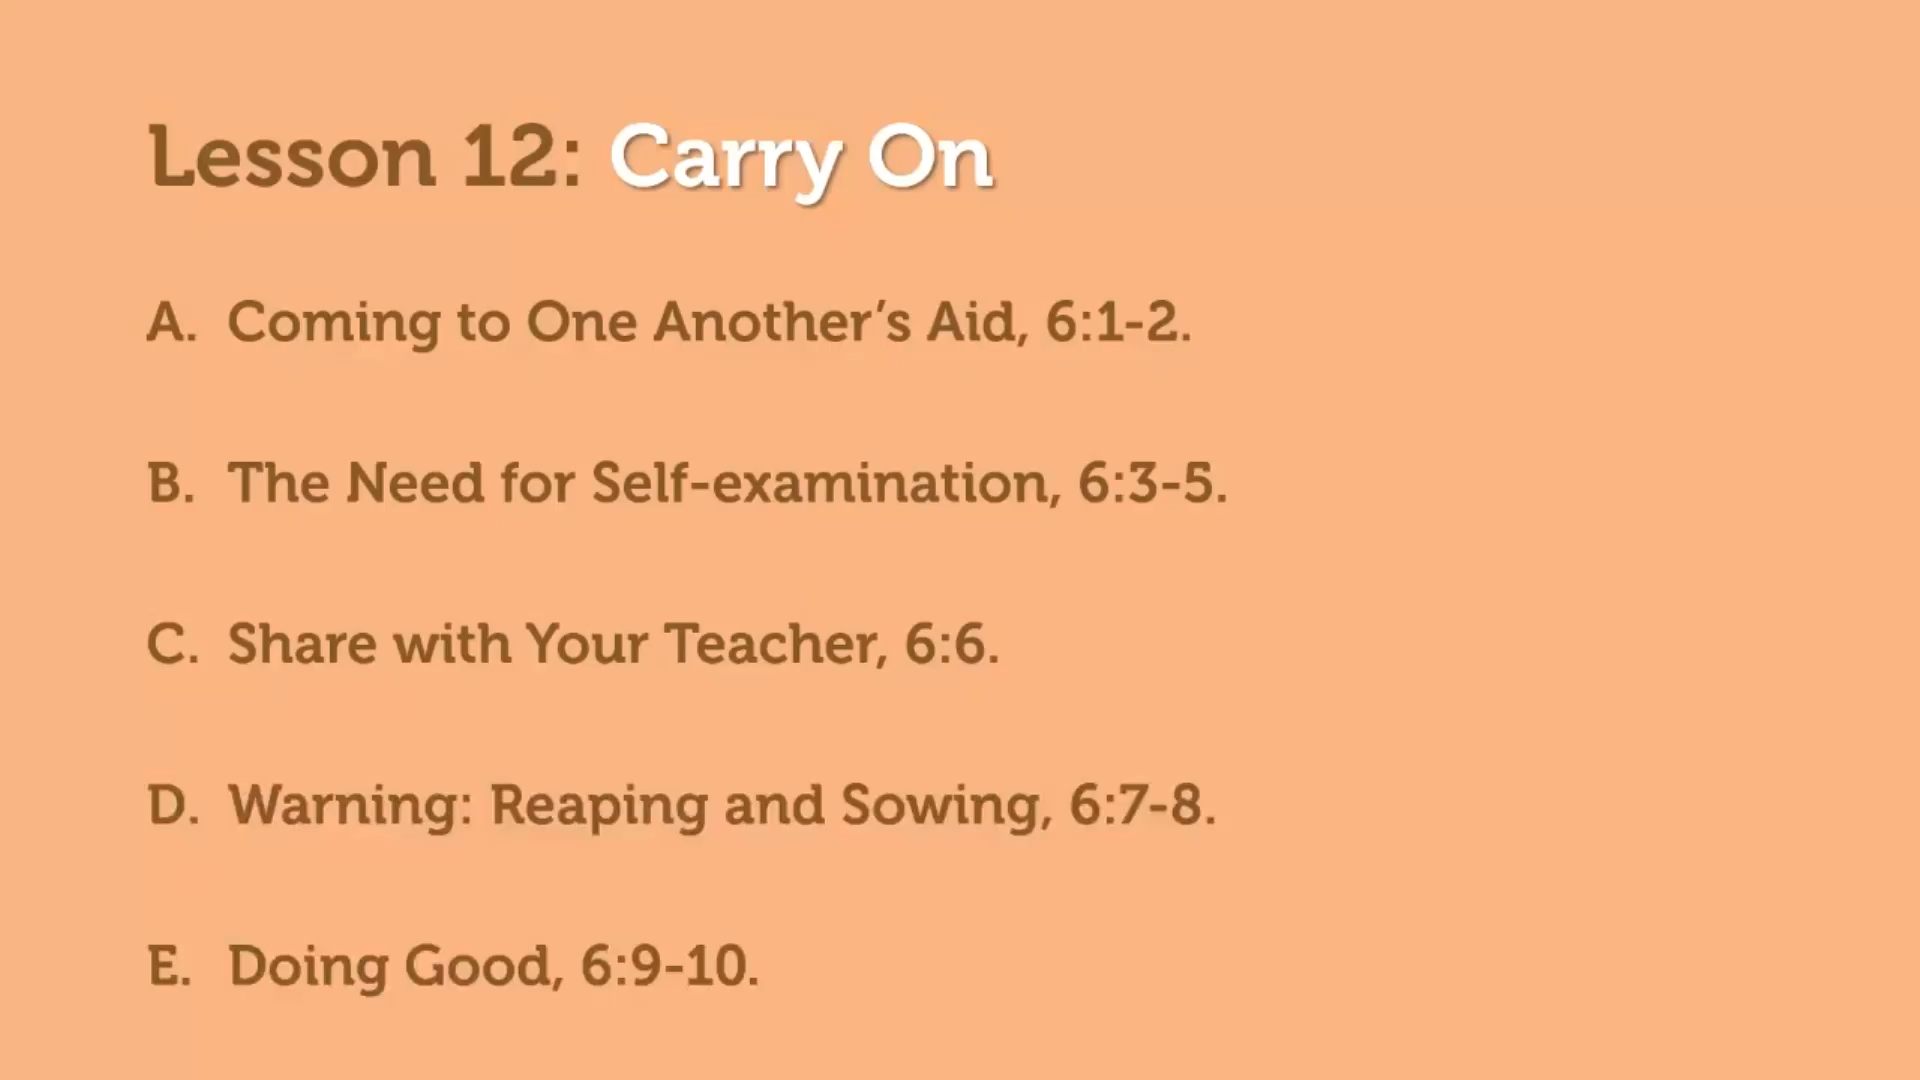 Lesson 12: Carry On
A. Coming to One Another’s Aid, 6:1-2.
B. The Need for Self-examination, 6:3-5.
C. Share with Your Teacher, 6:6.
D. Warning: Reaping and Sowing, 6:7-8.
E. Doing Good, 6:9-10.